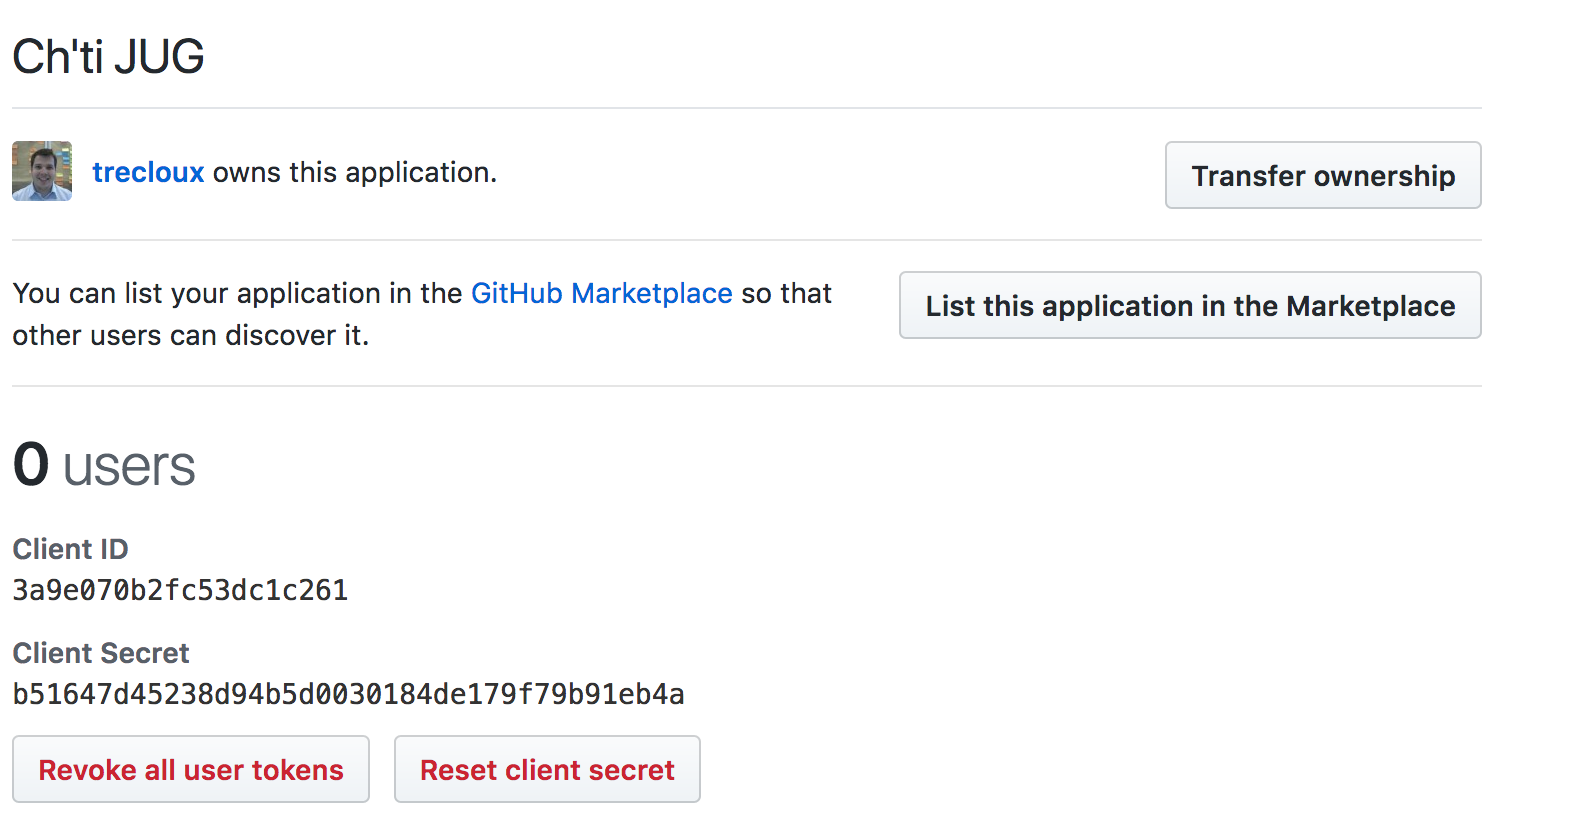 Ch'ti JUG
trecloux owns this application.
Transfer ownership
You can list your application in the GitHub Marketplace so that
other users can discover it.
List this application in the Marketplace
0 users
Client ID
3a9e070b2fc53dc1c261
Client Secret
b51647d45238d94b5d0030184de179f79b91eb4a
Revoke all user tokens
Reset client secret